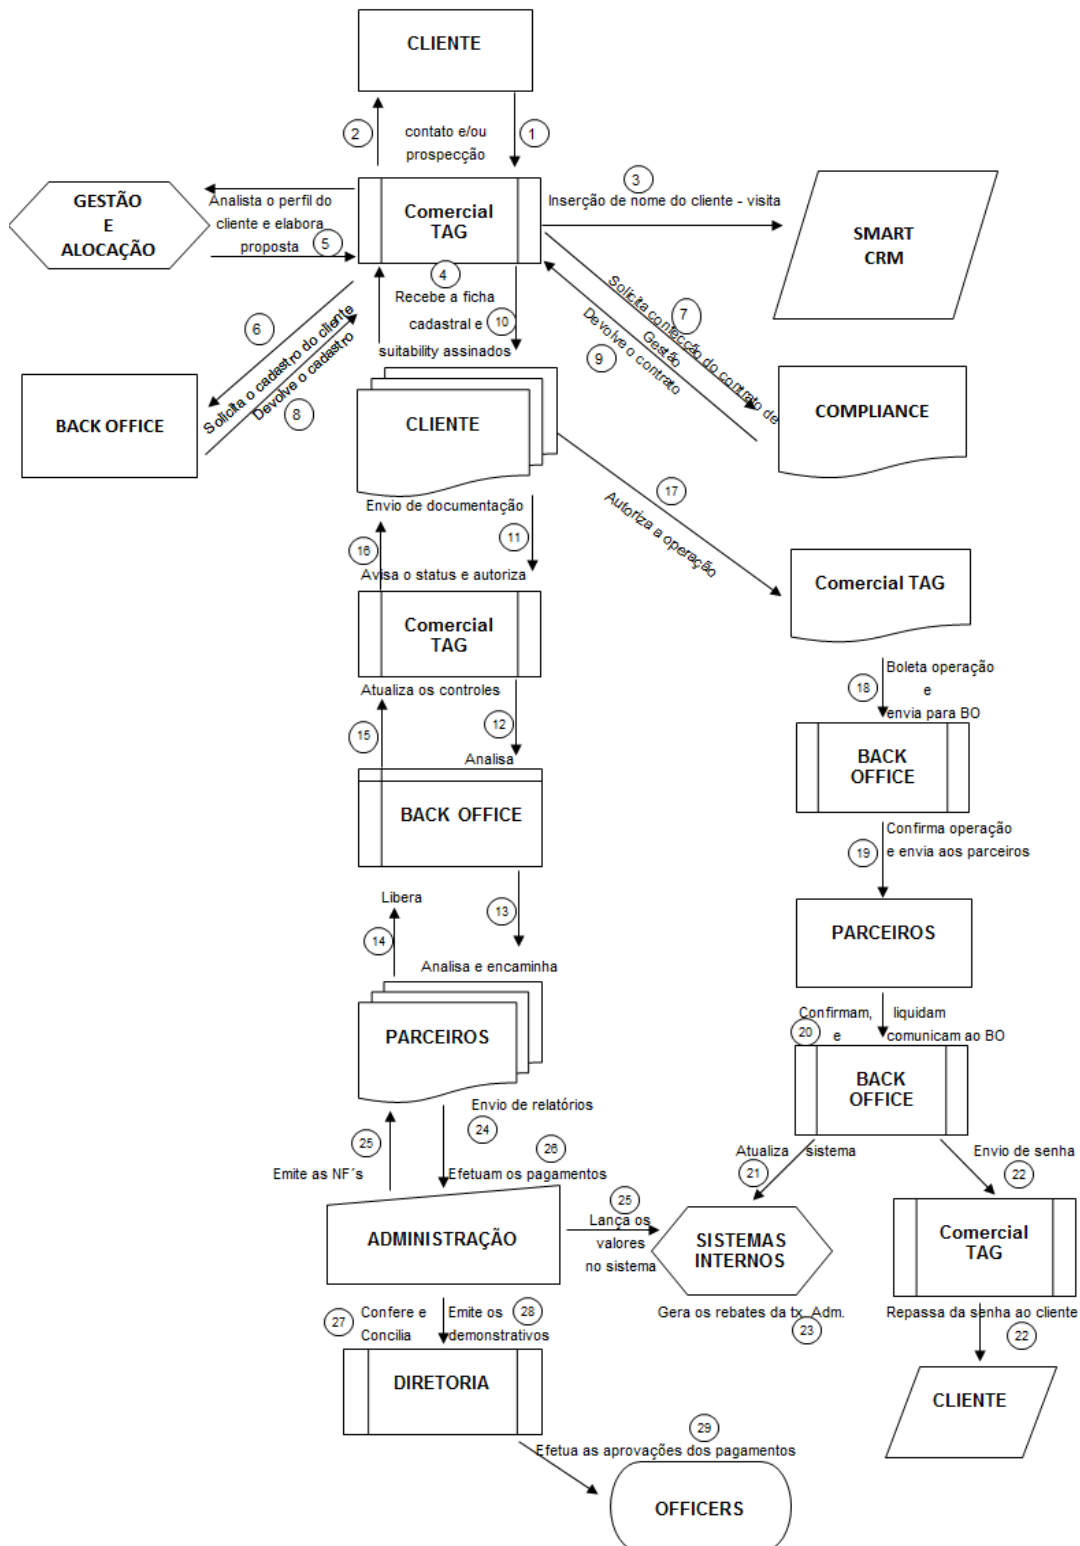 CLIENTE
2
contato e/ou
prospecção
1
GESTÃO
E
ALOCAÇÃO
Analista o perfil do
cliente e elabora
proposta
5
Comercial
TAG
3
Inserção de nome do cliente - visita
SMART
CRM
4
Recebe a ficha
cadastral e
10
suitability assinados
6
Solicita o cadastro do cliente
Devolve o cadastro
8
7
Solicita confecção do contrato de
Gestão
Devolve o contrato
9
BACK OFFICE
CLIENTE
COMPLIANCE
Envio de documentação
11
16
Avisa o status e autoriza
17
Autoriza a operação
Comercial
TAG
Comercial TAG
Atualiza os controles
15
12
Analisa
18
Boleta operação
e
envia para BO
BACK OFFICE
BACK
OFFICE
Libera
14
13
Analisa e encaminha
19
Confirma operação
e envia aos parceiros
PARCEIROS
PARCEIROS
Confirmam,
liquidam
20
e
comunicam ao BO
BACK
OFFICE
Envio de relatórios
24
25
Emite as NF´s
26
Efetuam os pagamentos
Atualiza
sistema
21
Envio de senha
22
ADMINISTRAÇÃO
25
Lança os
valores
no sistema
SISTEMAS
INTERNOS
Comercial
TAG
Gera os rebates da tx. Adm.
23
Repassa da senha ao cliente
22
27
Confere e
Concilia
Emite os
28
demonstrativos
DIRETORIA
CLIENTE
29
Efetua as aprovações dos pagamentos
OFFICERS